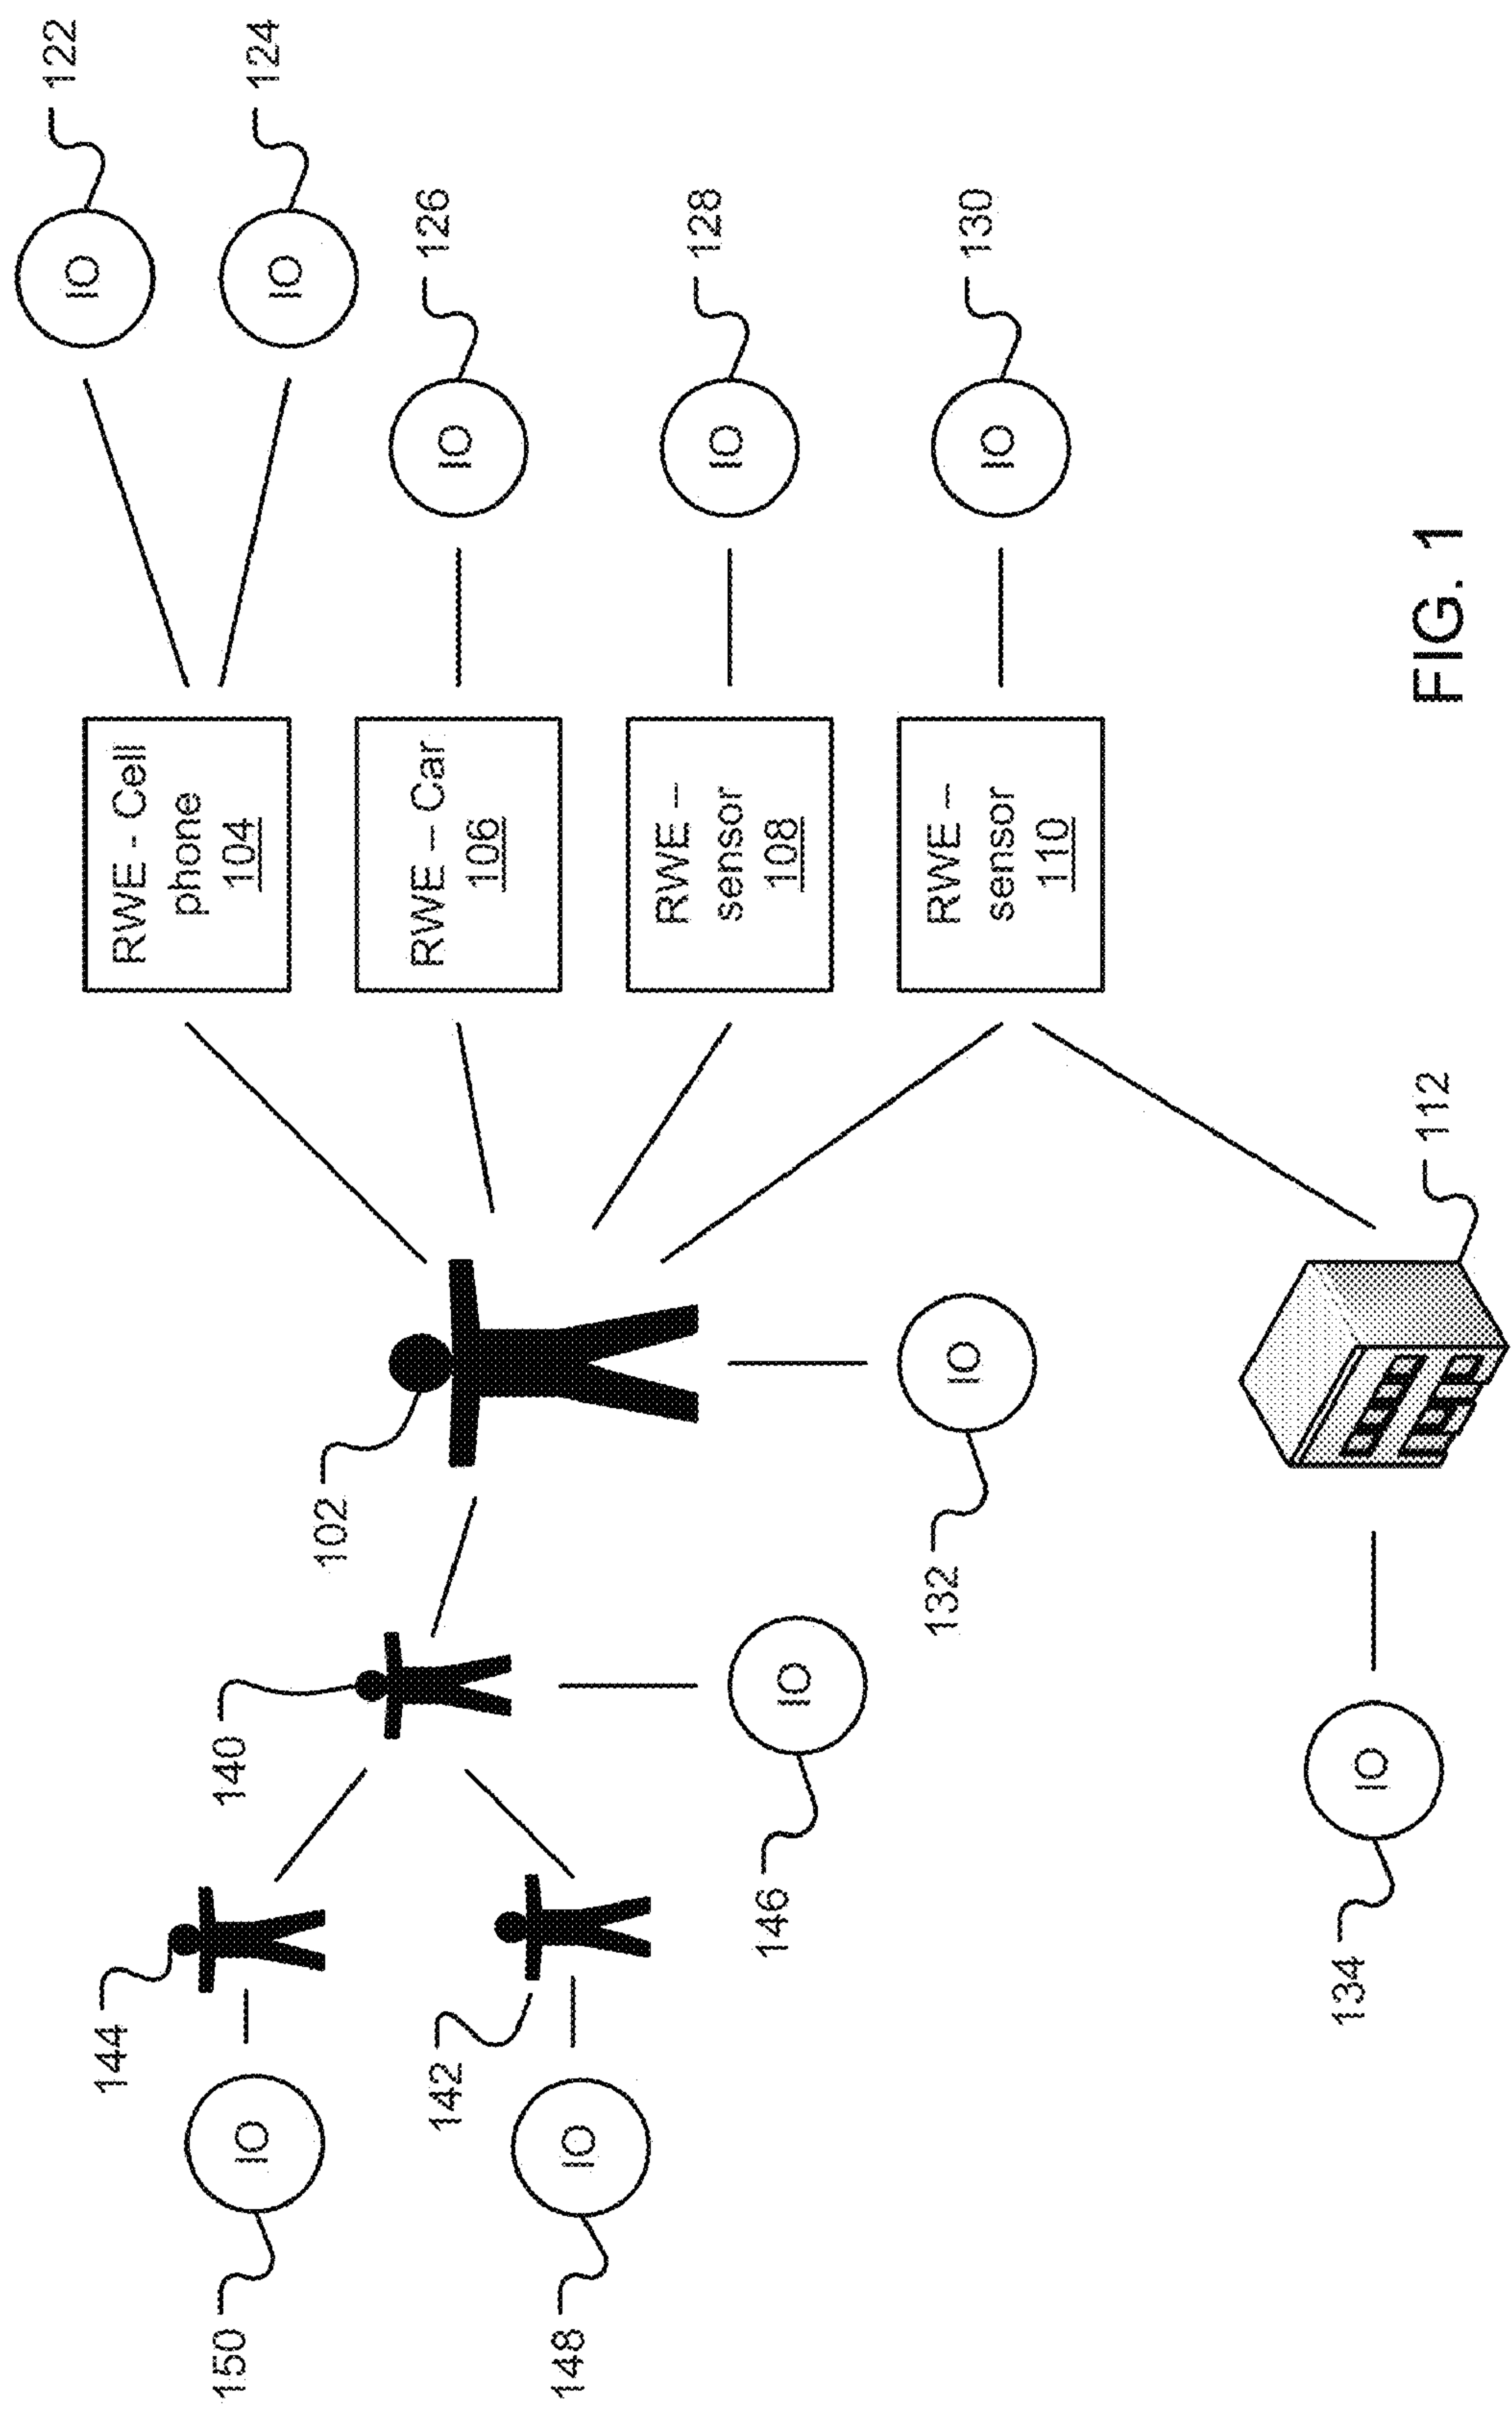 122
IO
124
IO
RWE - Cell
phone
104
126
IO
RWE – Car
106
128
IO
RWE –
sensor
108
130
IO
RWE –
sensor
110
102
132
IO
112
134
IO
140
146
IO
144
150
IO
142
148
IO
FIG. 1